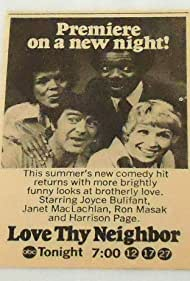 Premiere
on a new night!
This summer's new comedy hit
returns with more brightly
funny looks at brotherly love.
Starring Joyce Bulifant,
Janet MacLachlan, Ron Masak
and Harrison Page.
Love Thy Neighbor
abc Tonight 7:00 12 17 27